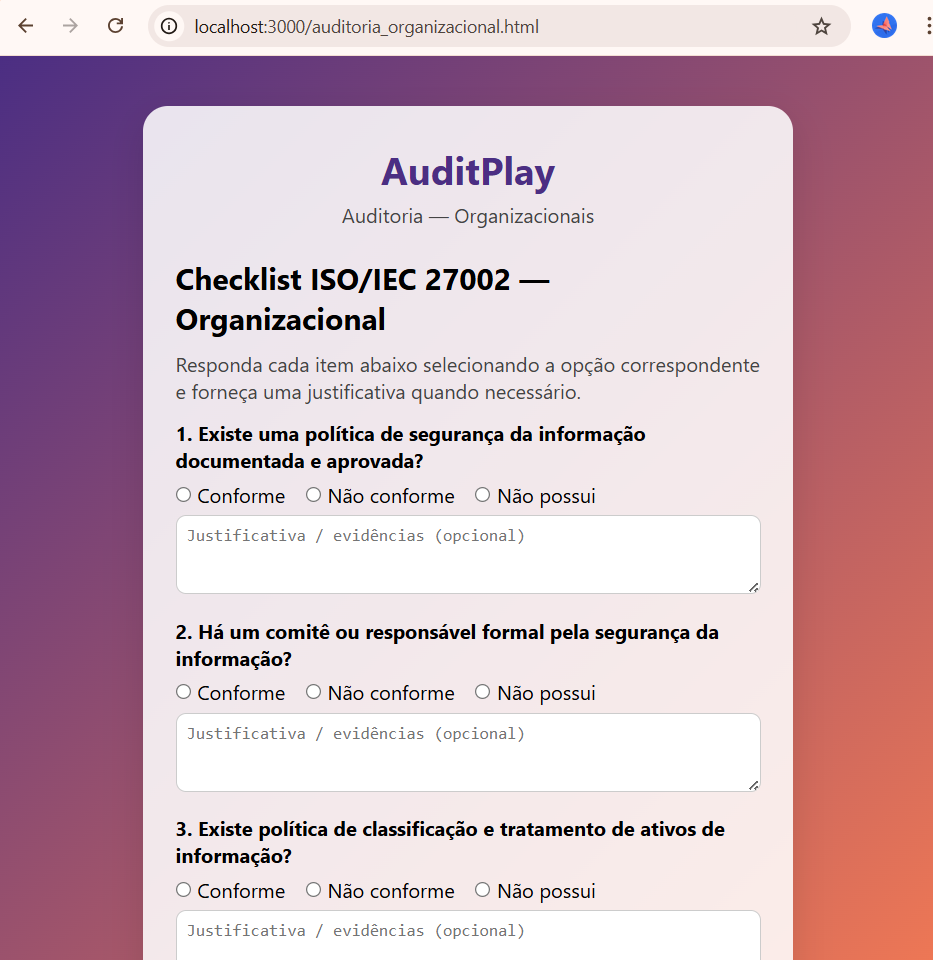 localhost:3000/auditoria_organizacional.html
AuditPlay
Auditoria — Organizacionais
Checklist ISO/IEC 27002 —
Organizacional
Responda cada item abaixo selecionando a opção correspondente
e forneça uma justificativa quando necessário.
1. Existe uma política de segurança da informação
documentada e aprovada?
Conforme Não conforme Não possui
Justificativa / evidências (opcional)
2. Há um comitê ou responsável formal pela segurança da
informação?
Conforme Não conforme Não possui
Justificativa / evidências (opcional)
3. Existe política de classificação e tratamento de ativos de
informação?
Conforme Não conforme Não possui
Justificativa / evidências (opcional)